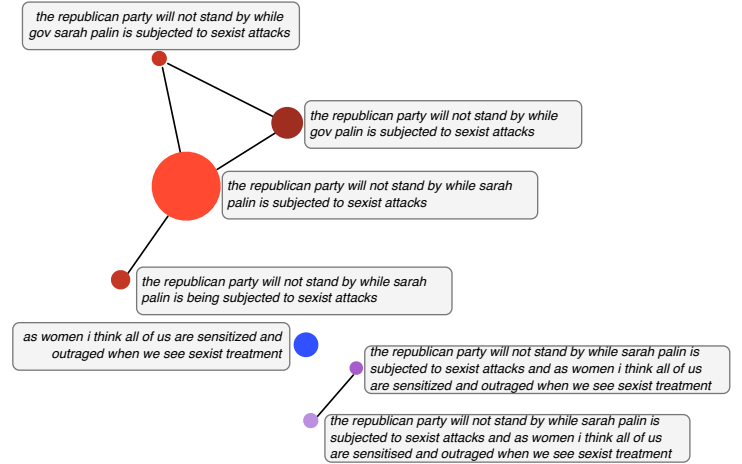 the republican party will not stand by while
gov sarah palin is subjected to sexist attacks
the republican party will not stand by while
gov palin is subjected to sexist attacks
the republican party will not stand by while sarah
palin is subjected to sexist attacks
the republican party will not stand by while sarah
palin is being subjected to sexist attacks
as women i think all of us are sensitized and
outraged when we see sexist treatment
the republican party will not stand by while sarah palin is
subjected to sexist attacks and as women i think all of us
are sensitized and outraged when we see sexist treatment
the republican party will not stand by while sarah palin is
subjected to sexist attacks and as women i think all of us
are sensitised and outraged when we see sexist treatment